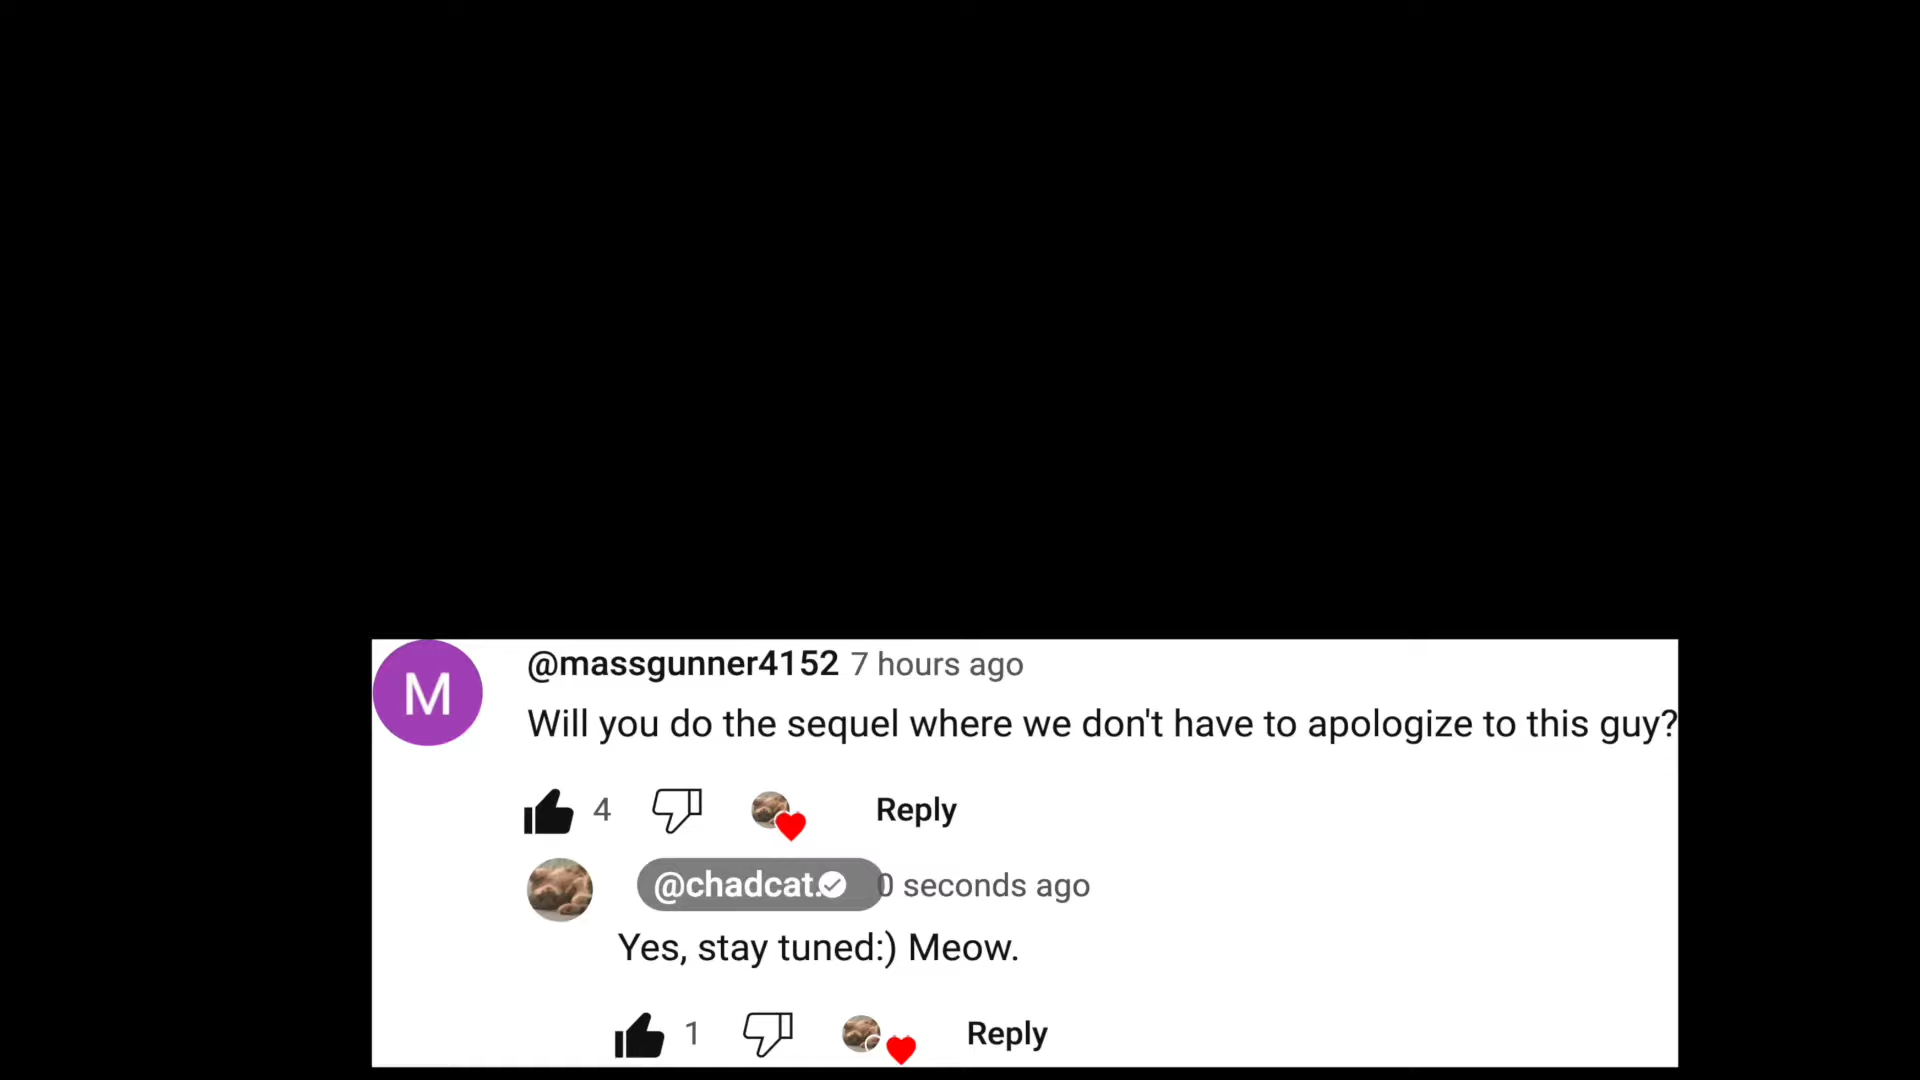 M
@massgunner4152 7 hours ago
Will you do the sequel where we don't have to apologize to this guy?
4 Reply
@chadcat. 0 seconds ago
Yes, stay tuned:) Meow.
1 Reply